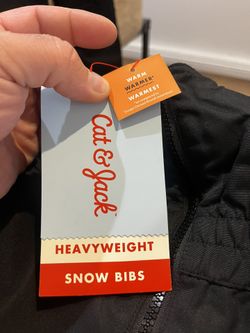 WARM
WARMER
WARMEST
Cat & Jack
HEAVYWEIGHT
SNOW BIBS